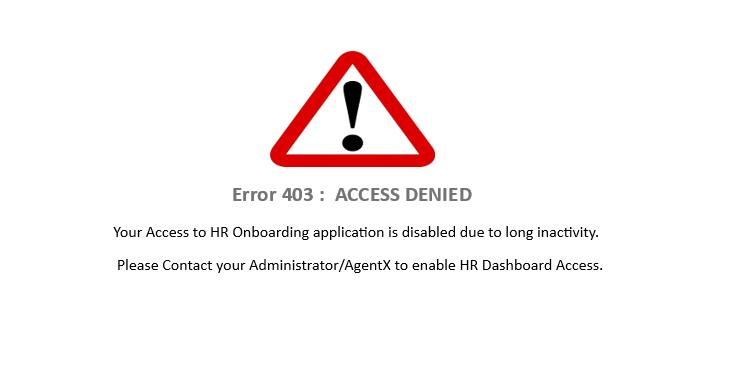 Error 403 :  ACCESS DENIED
Your Access to HR Onboarding application is disabled due to long inactivity.
Please Contact your Administrator/AgentX to enable HR Dashboard Access.